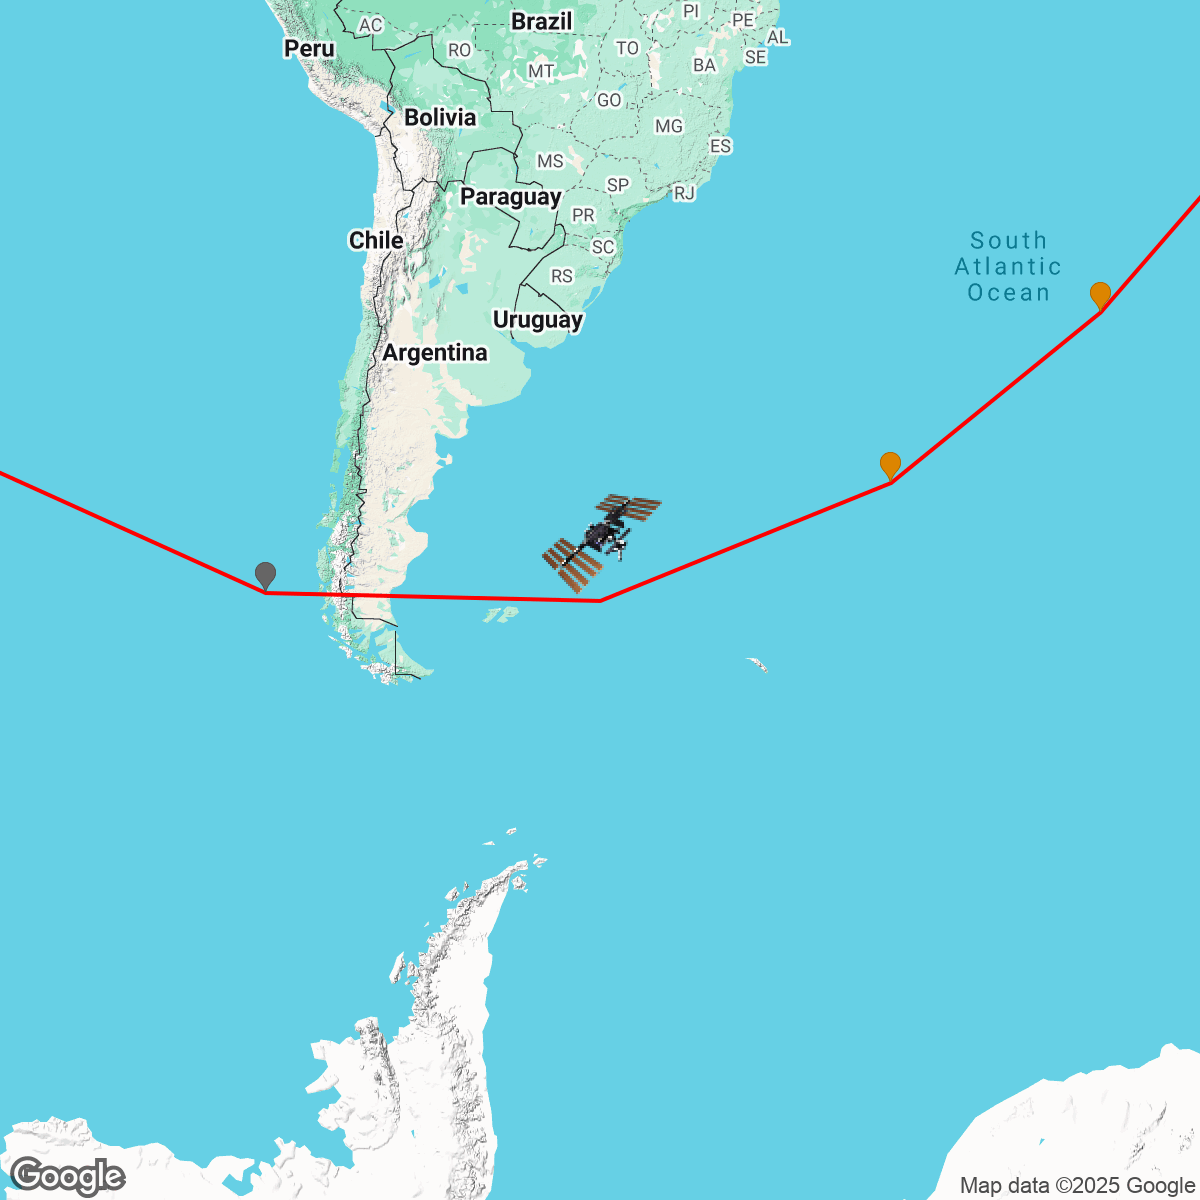 PI
Brazil
PE
AC
AL
Peru
RO
TO
SE
MT
BA
GO
Bolivia
MG
ES
MS
SP
RJ
Paraguay
PR
Chile
SC
South
Atlantic
Ocean
RS
Uruguay
Argentina
Google
Map data ©2025 Google